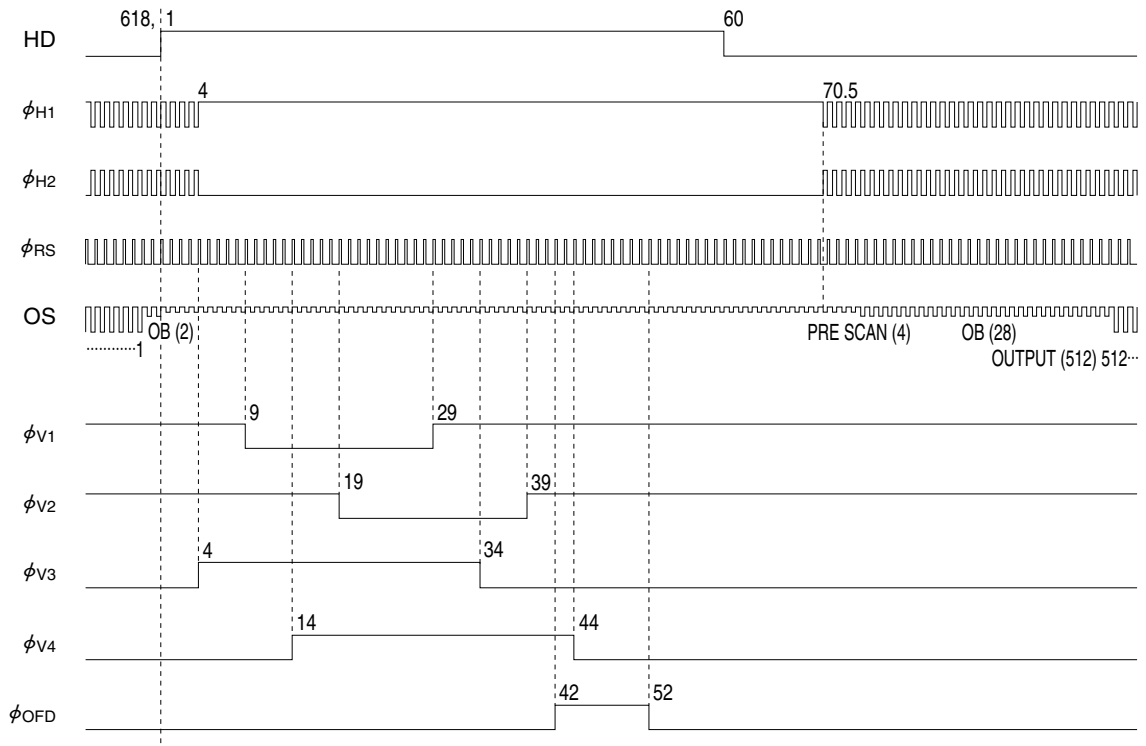 618, 1 60
HD
4 70.5
ϕH1
ϕH2
ϕRS
OS
OB (2) PRE SCAN (4) OB (28)
.............1 OUTPUT (512) 512...
9 29
ϕV1
19 39
ϕV2
4 34
ϕV3
14 44
ϕV4
42 52
ϕOFD